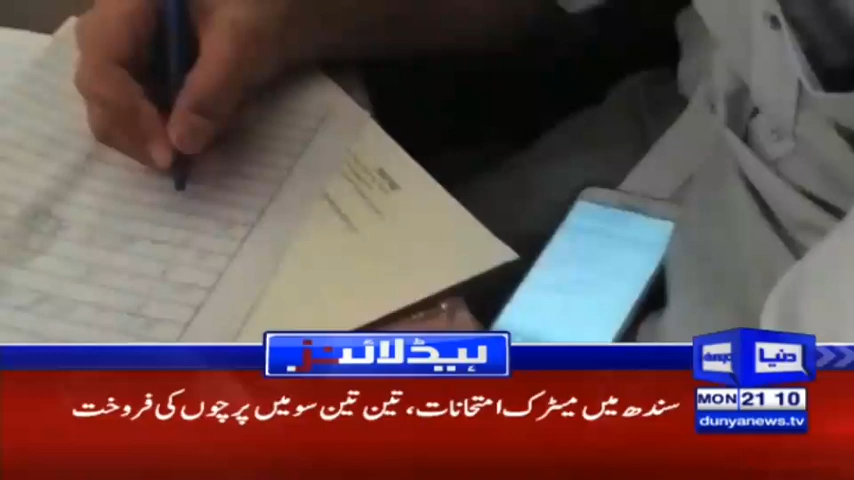 ہیڈلائنز
دنیا
MON 21 10
dunyanews.tv
سندھ میں میٹرک امتحانات، تین تین سو میں پرچوں کی فروخت